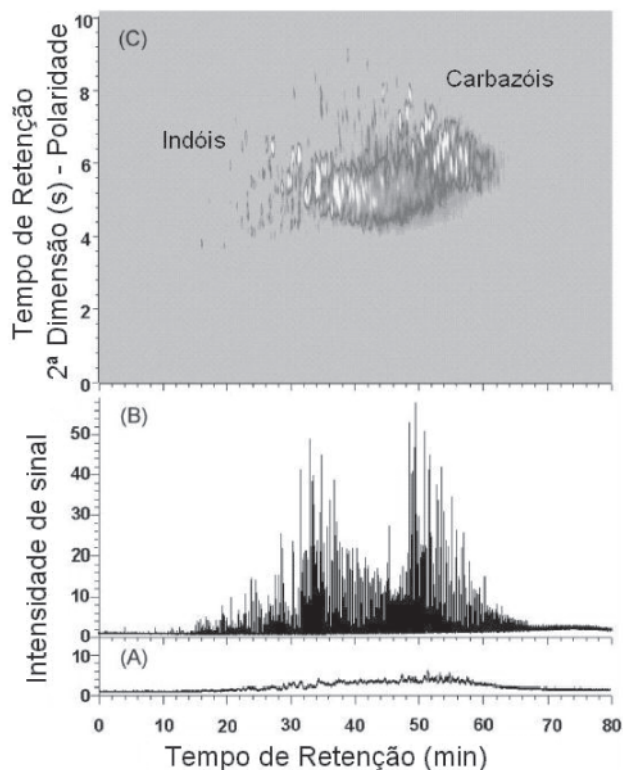 (C)
Indóis
Carbazóis
Tempo de Retenção
2ª Dimensão (s) - Polaridade
10
8
6
4
2
0
(B)
Intensidade de sinal
50
40
30
20
10
0
(A)
10
0
0 10 20 30 40 50 60 70 80
Tempo de Retenção (min)